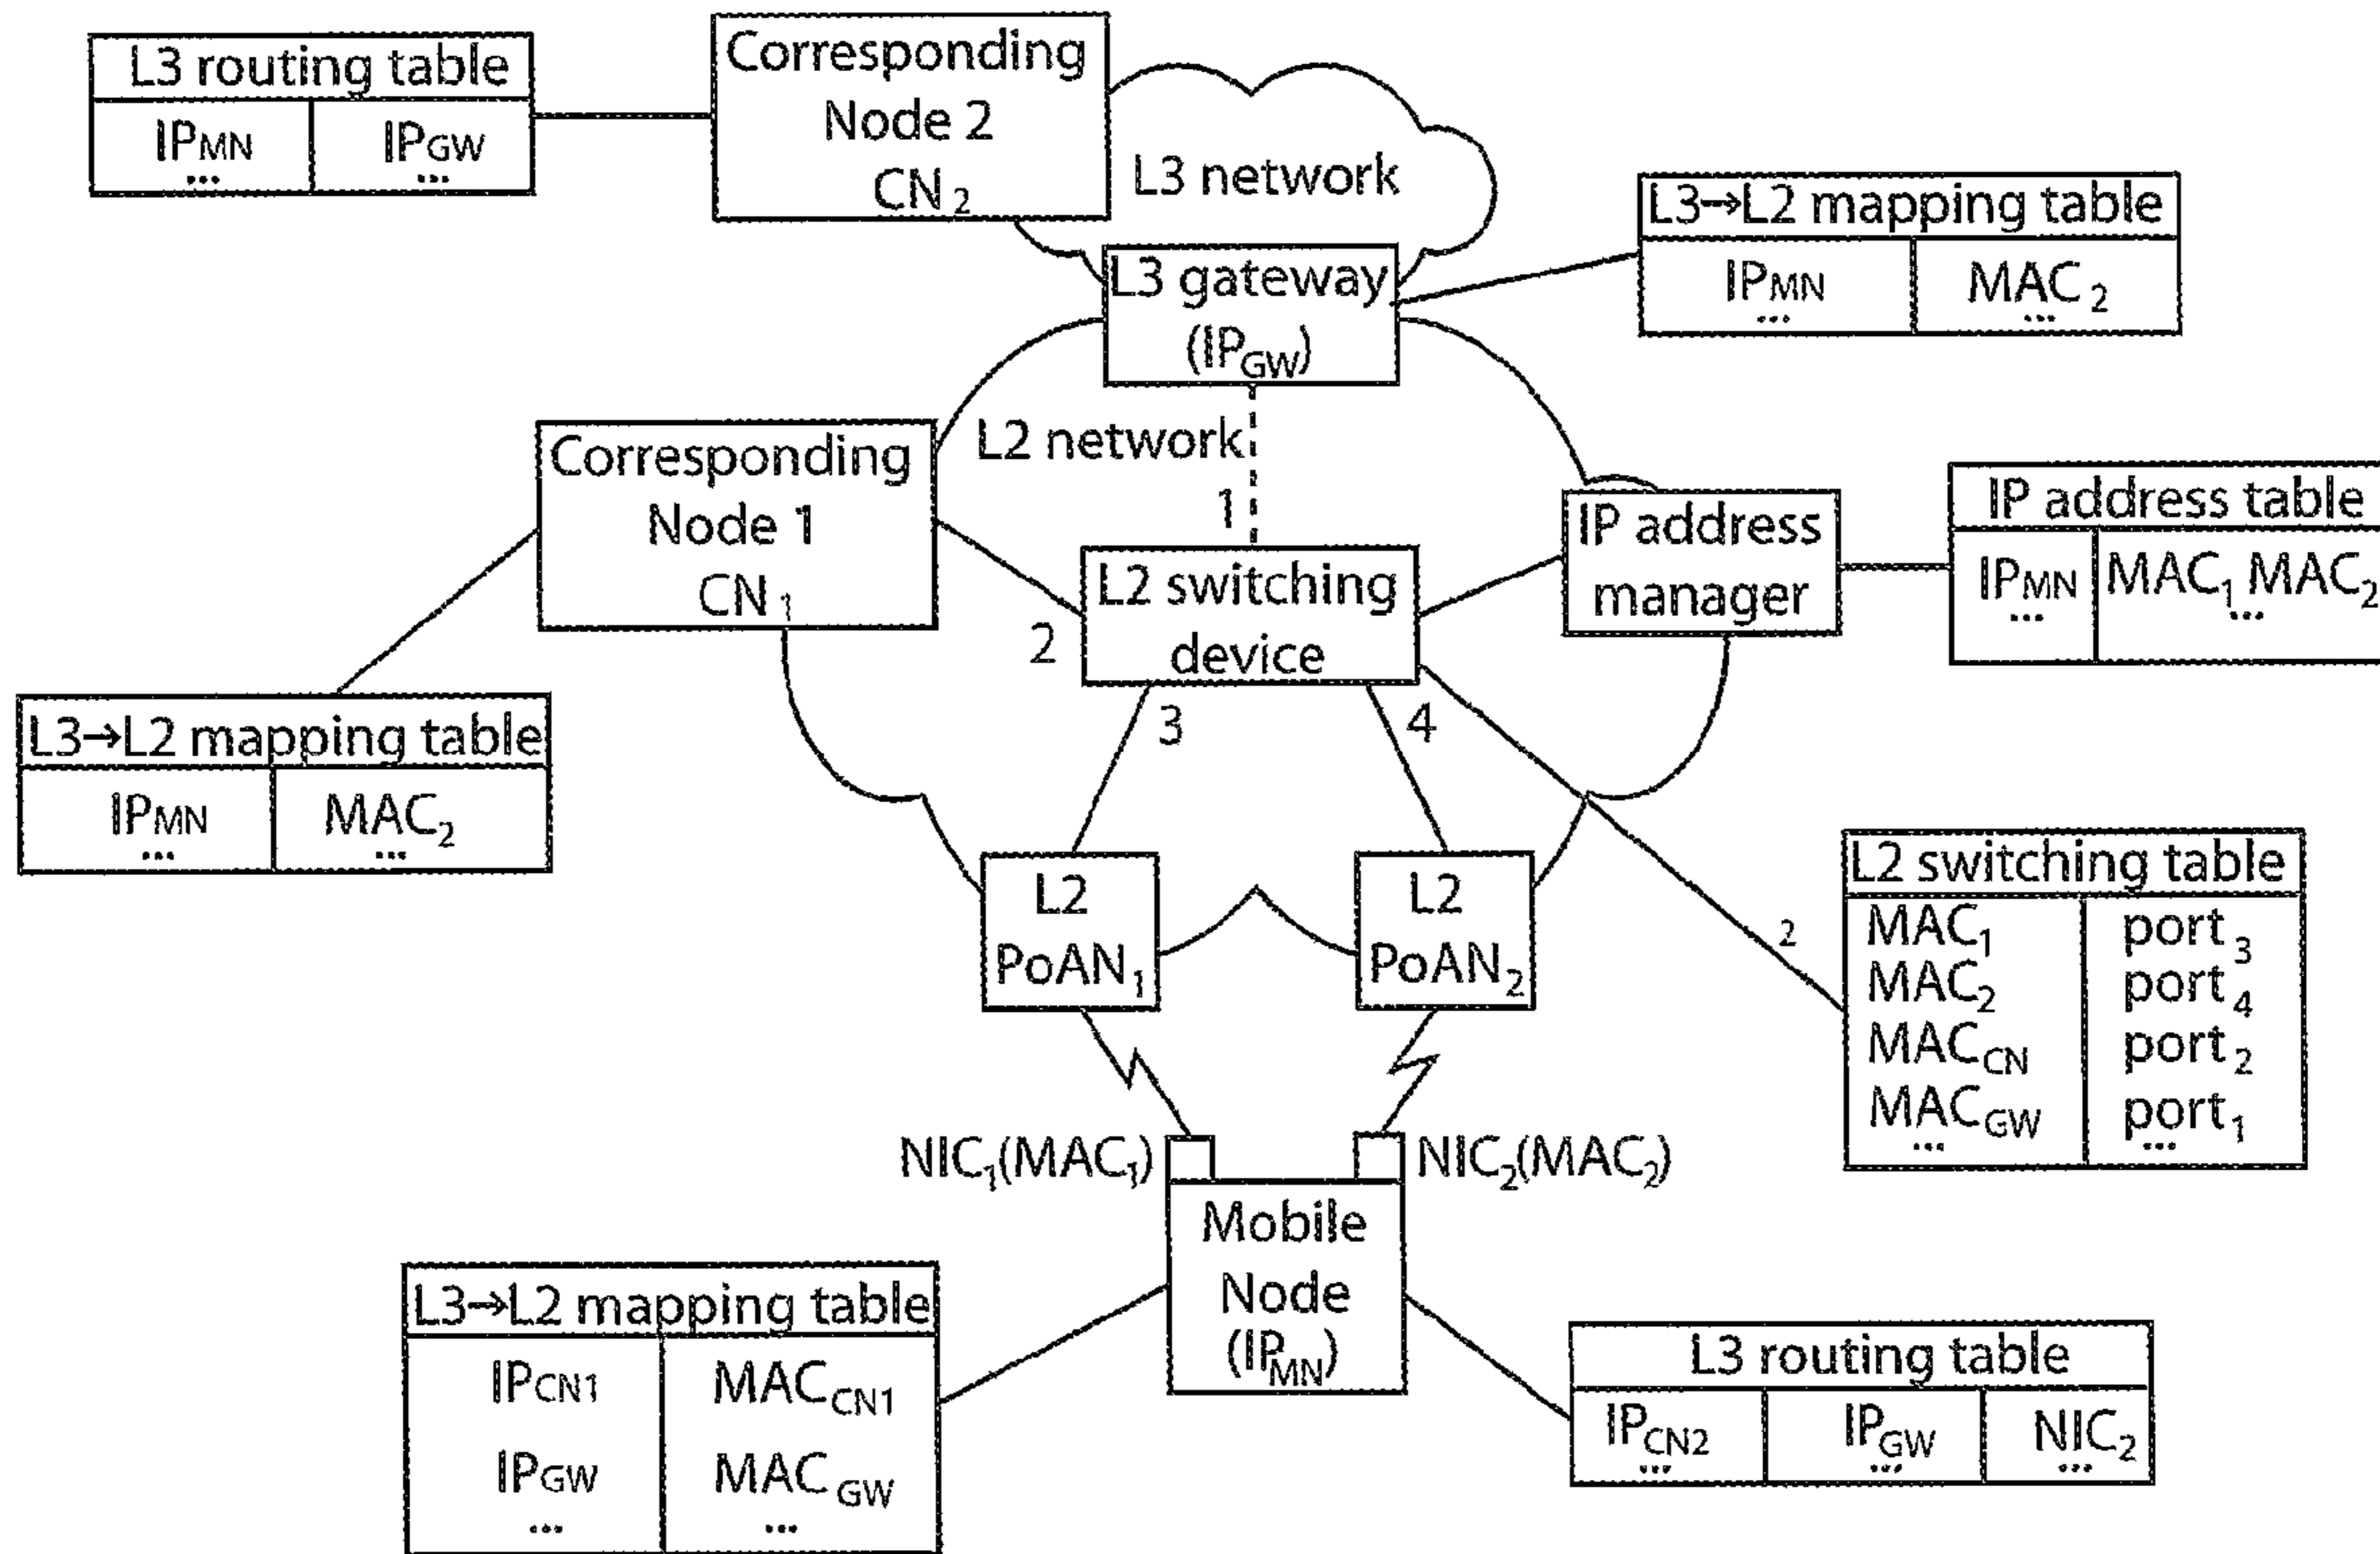 L3 routing table
IPMN IPGW
... ...
Corresponding
Node 2
CN2
L3 network
L3→L2 mapping table
IPMN MAC2
... ...
L3 gateway
(IPGW)
L2 network
1
Corresponding
Node 1
CN1
2
L2 switching
device
3
4
IP address
manager
IP address table
IPMN MAC1 MAC2
... ...
L3→L2 mapping table
IPMN MAC2
... ...
L2
PoAN1
L2
PoAN2
2
L2 switching table
MAC1 port3
MAC2 port4
MACCN port2
MACGW port1
... ...
NIC1(MAC1)
NIC2(MAC2)
Mobile
Node
(IPMN)
L3→L2 mapping table
IPCN1 MACCN1
IPGW MACGW
... ...
L3 routing table
IPCN2 IPGW NIC2
... ... ...